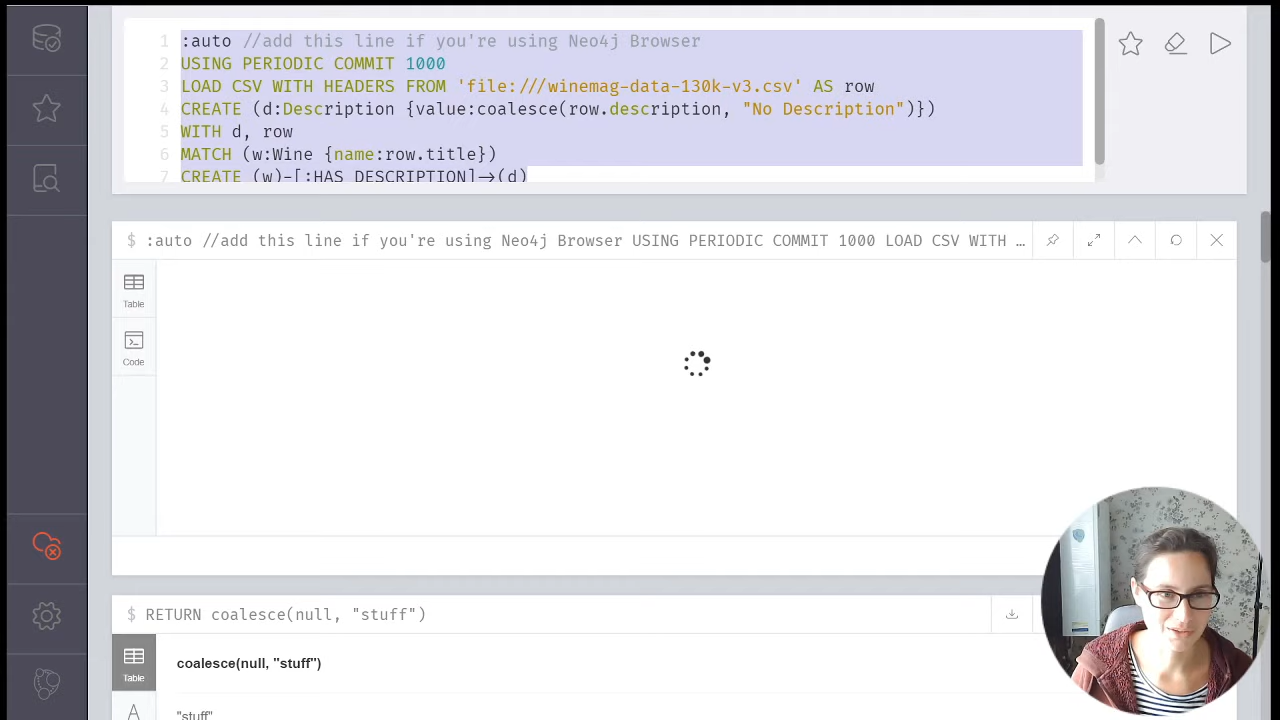 1 :auto //add this line if you're using Neo4j Browser
2 USING PERIODIC COMMIT 1000
3 LOAD CSV WITH HEADERS FROM 'file:///winemag-data-130k-v3.csv' AS row
4 CREATE (d:Description {value:coalesce(row.description, "No Description")})
5 WITH d, row
6 MATCH (w:Wine {name:row.title})
7 CREATE (w)-[:HAS_DESCRIPTION]->(d)
$ :auto //add this line if you're using Neo4j Browser USING PERIODIC COMMIT 1000 LOAD CSV WITH …
Table
Code
$ RETURN coalesce(null, "stuff")
Table
coalesce(null, "stuff")
A
"stuff"